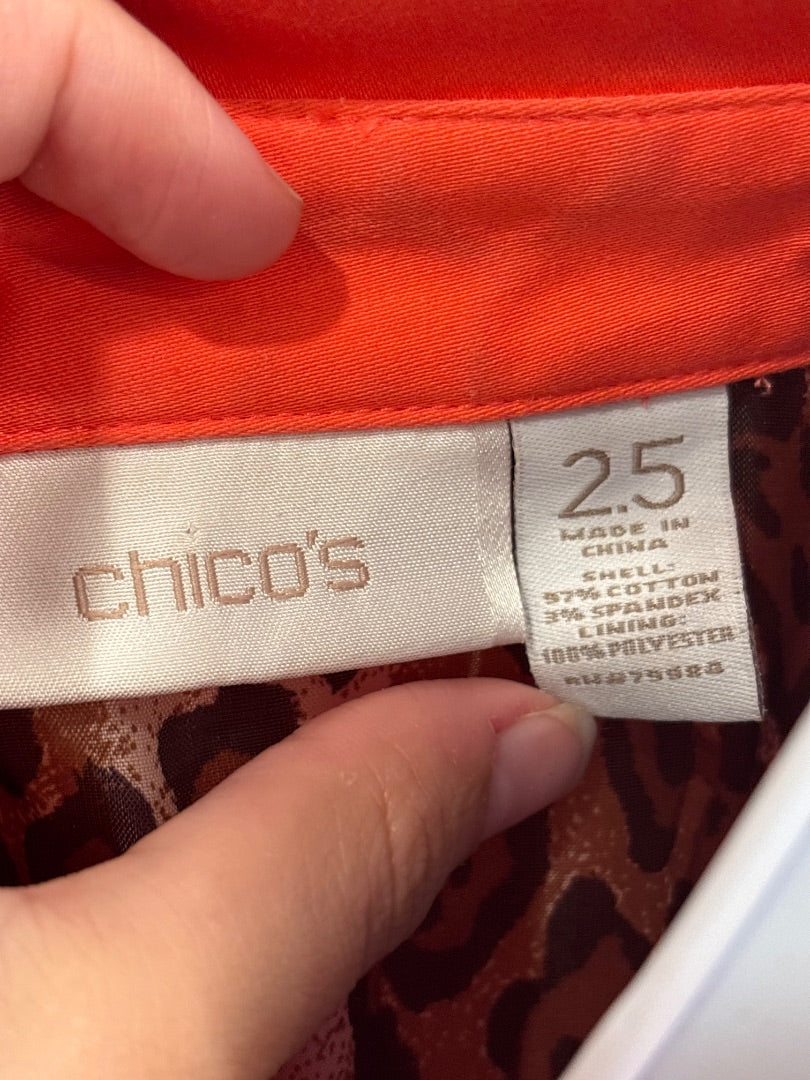 chico's
2.5
MADE IN
CHINA
SHELL:
97% COTTON
3% SPANDEX
LINING:
100% POLYESTER